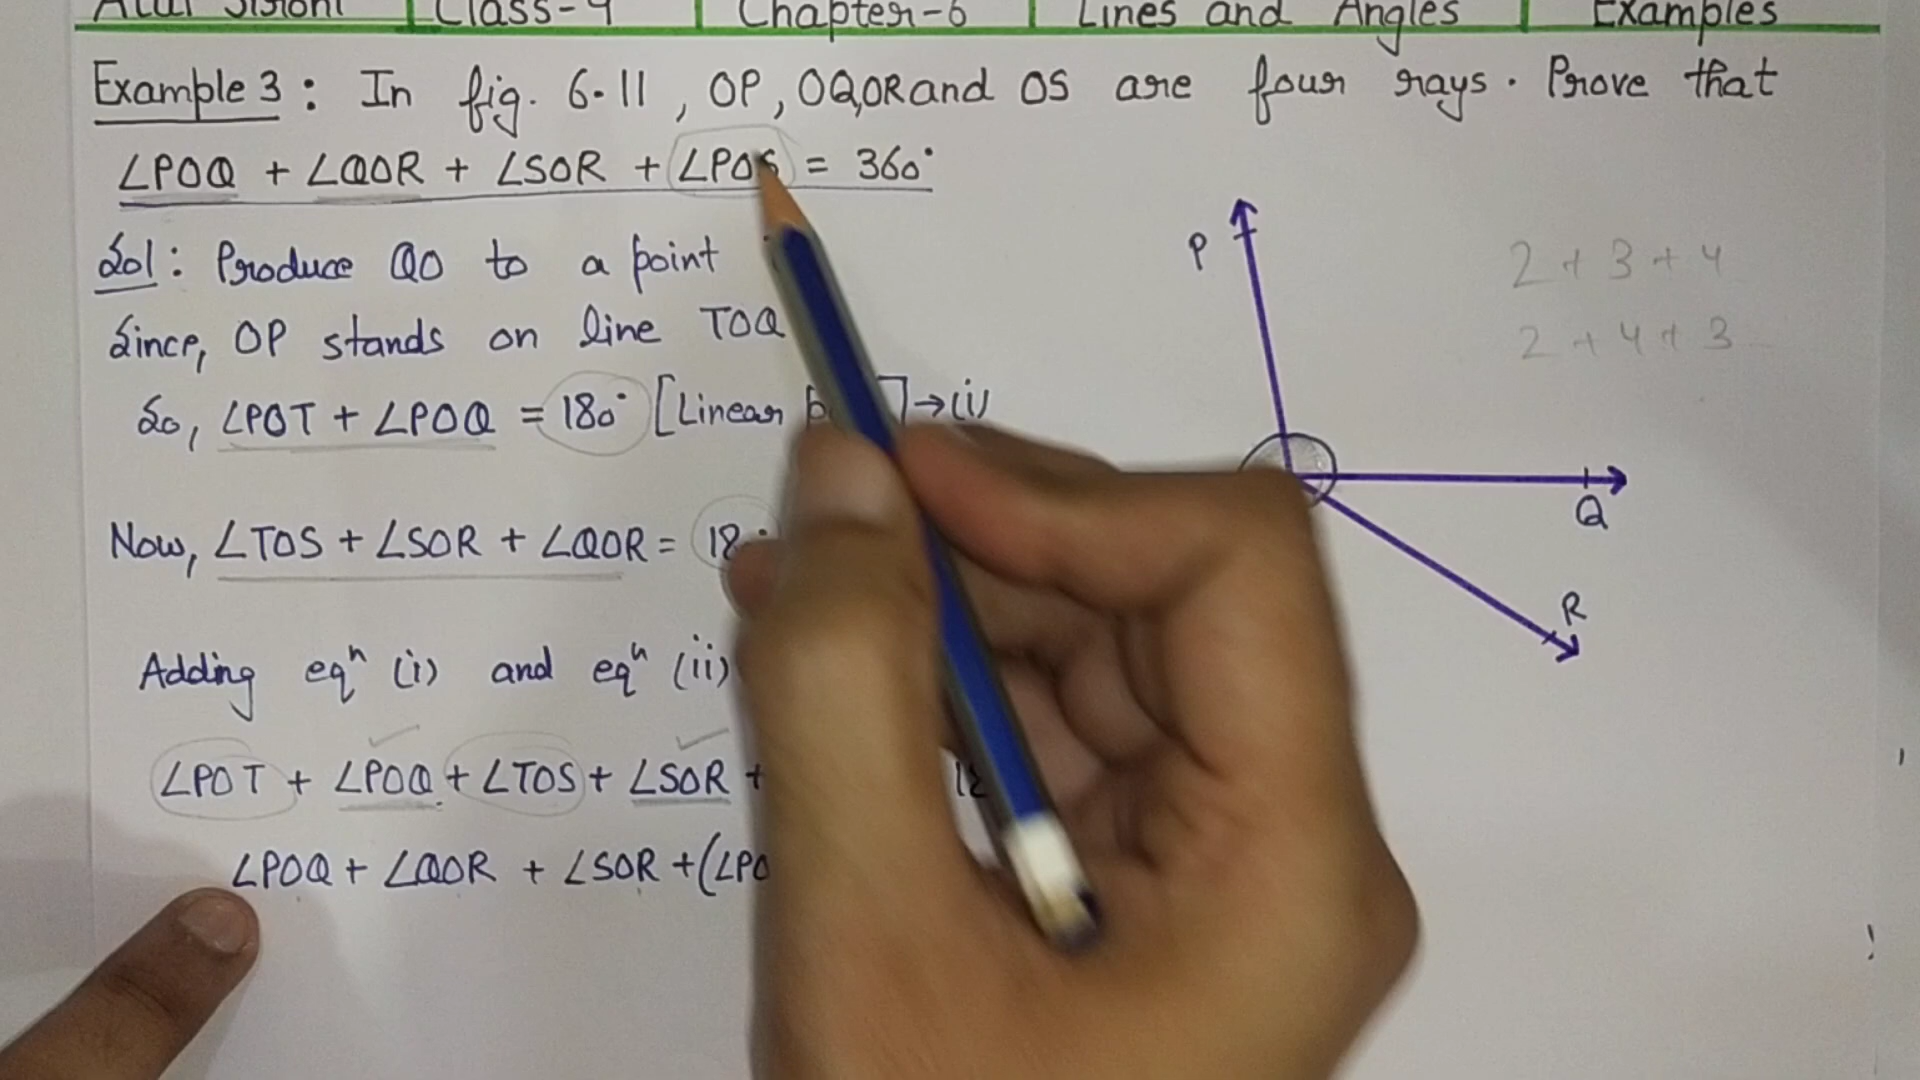 Class-9 Chapter-6 Lines and Angles Examples
Example 3: In fig. 6.11, OP, OQ,OR and OS are four rays. Prove that
∠POQ + ∠QOR + ∠SOR + ∠POS = 360°
Sol: Produce QO to a point
Since, OP stands on line TOQ
So, ∠POT + ∠POQ = 180° [Linear ] → (i)
Now, ∠TOS + ∠SOR + ∠QOR =
Adding eqⁿ (i) and eqⁿ (ii)
∠POT + ∠POQ + ∠TOS + ∠SOR +
∠POQ + ∠QOR + ∠SOR + (
P
2 + 3 + 4
2 + 4 + 3
Q
R